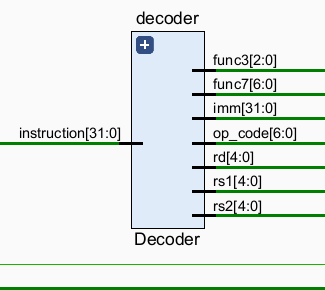 decoder
instruction[31:0]
func3[2:0]
func7[6:0]
imm[31:0]
op_code[6:0]
rd[4:0]
rs1[4:0]
rs2[4:0]
Decoder